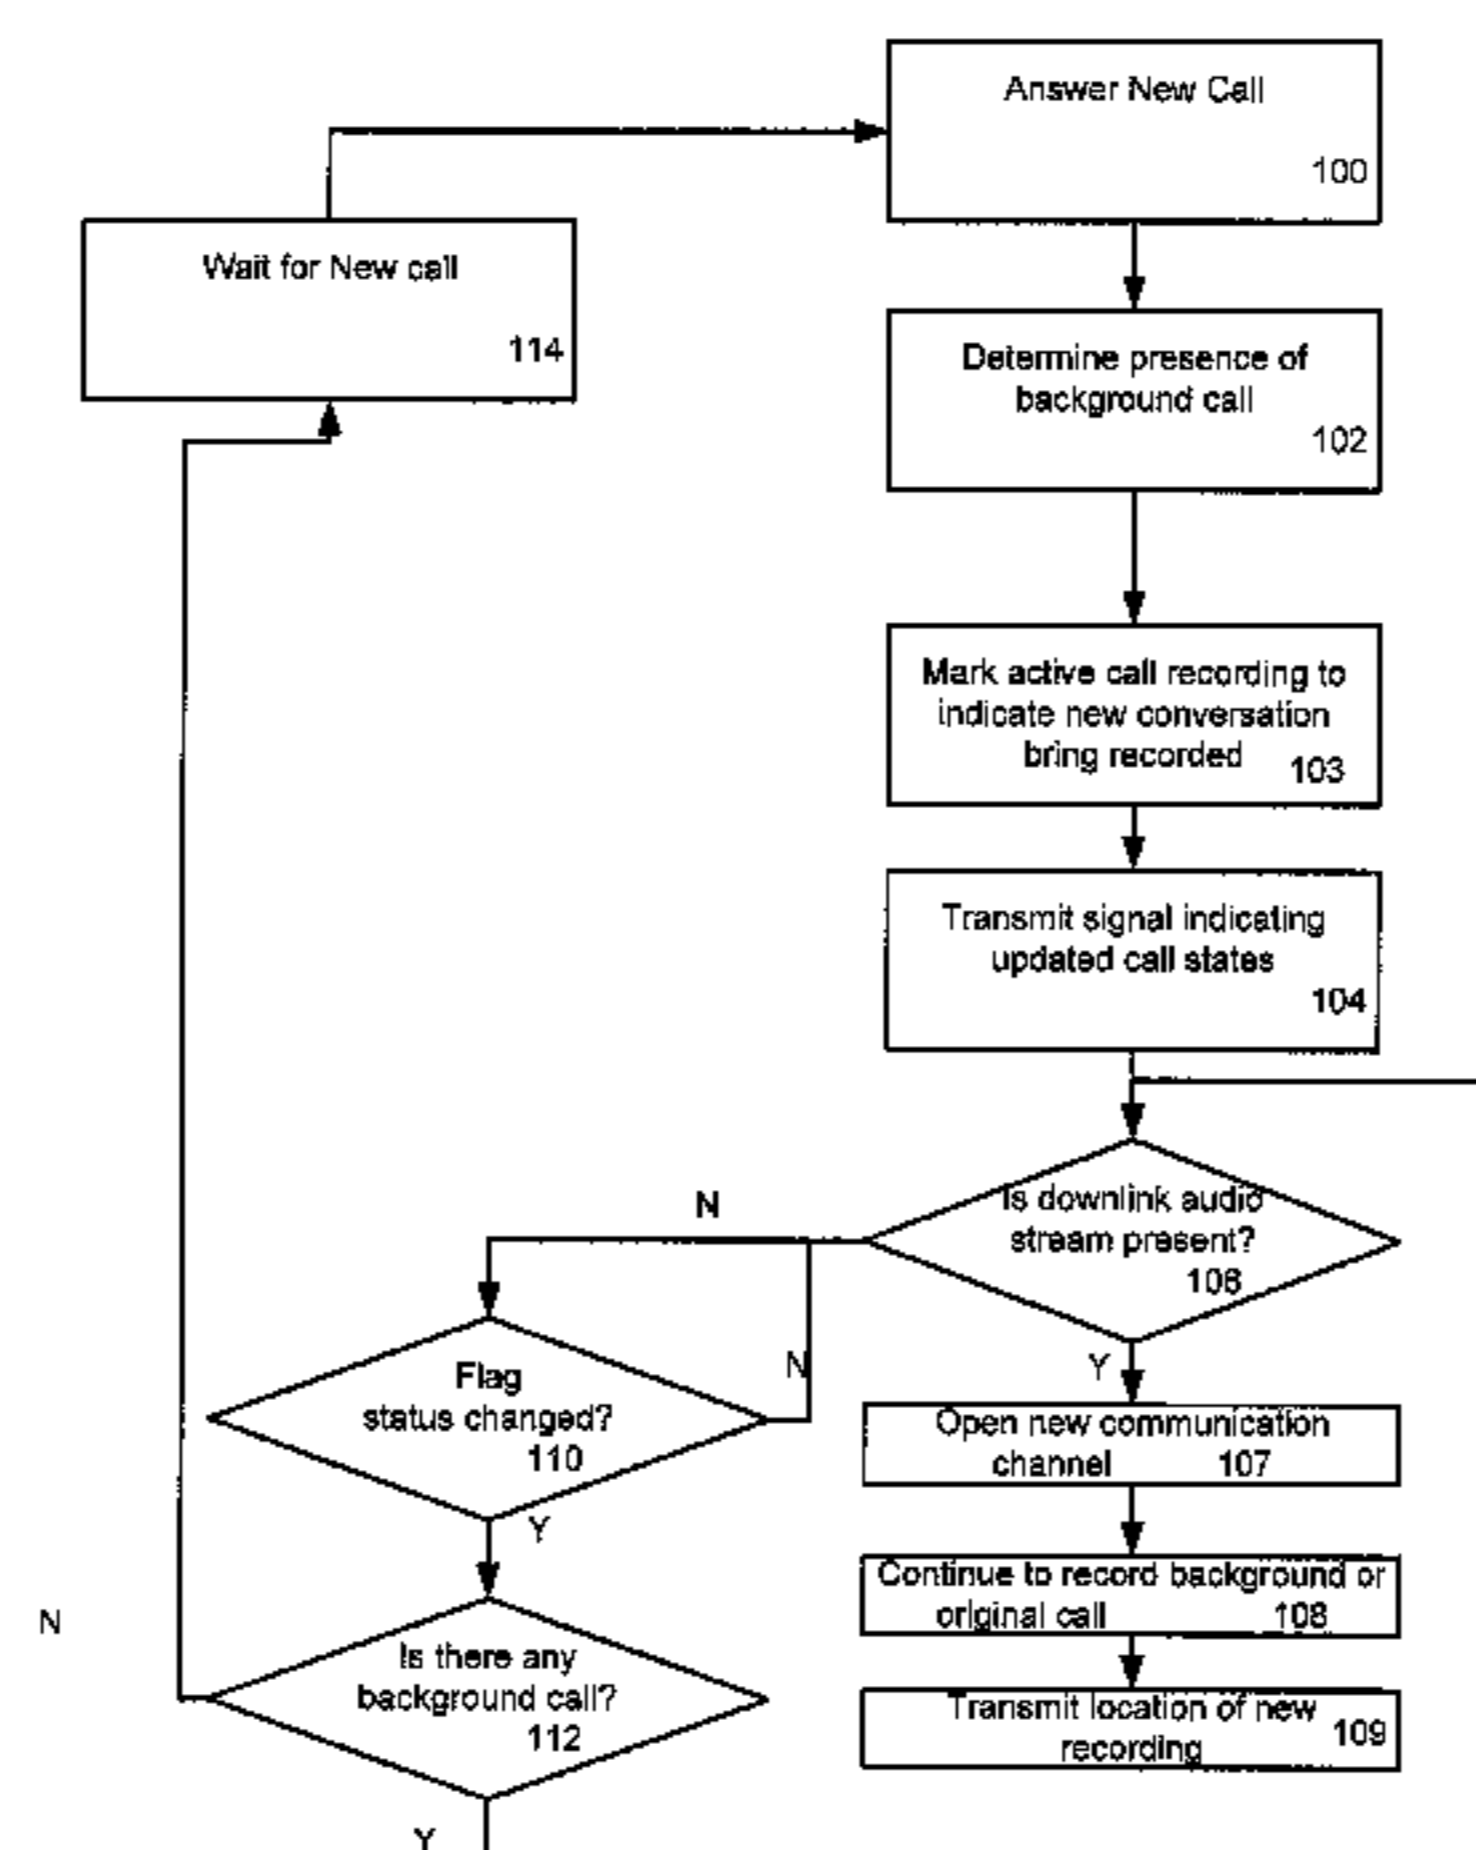 Answer New Call
100
Wait for New call
114
Determine presence of
background call
102
Mark active call recording to
indicate new conversation
bring recorded
103
Transmit signal indicating
updated call states
104
N
Is downlink audio
stream present?
106
N
Y
Flag
status changed?
110
Open new communication
channel 107
Y
Continue to record background or
original call 108
N
Is there any
background call?
112
Transmit location of new
recording
109
Y